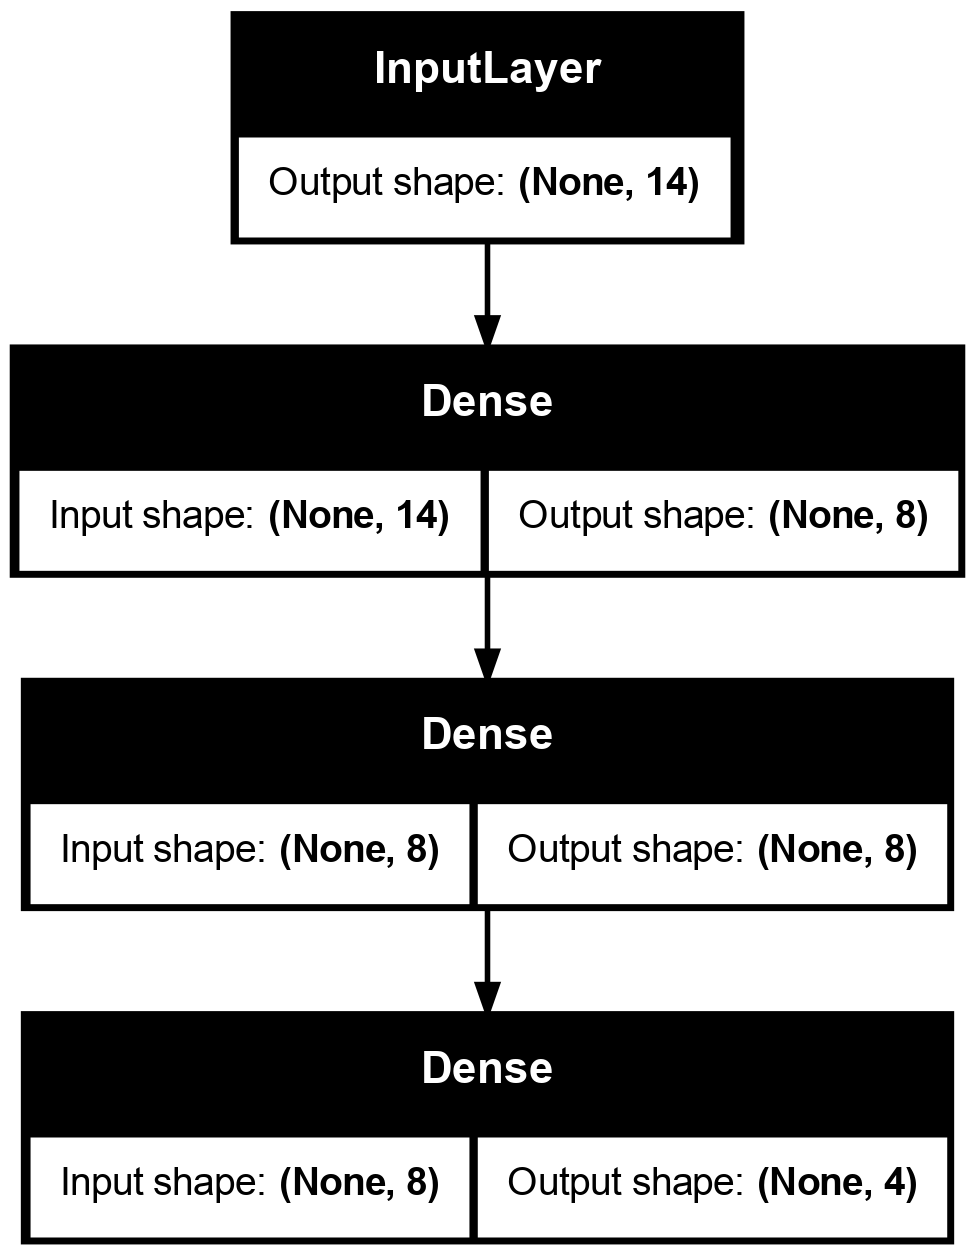 InputLayer
Output shape: (None, 14)
Dense
Input shape: (None, 14)
Output shape: (None, 8)
Dense
Input shape: (None, 8)
Output shape: (None, 8)
Dense
Input shape: (None, 8)
Output shape: (None, 4)